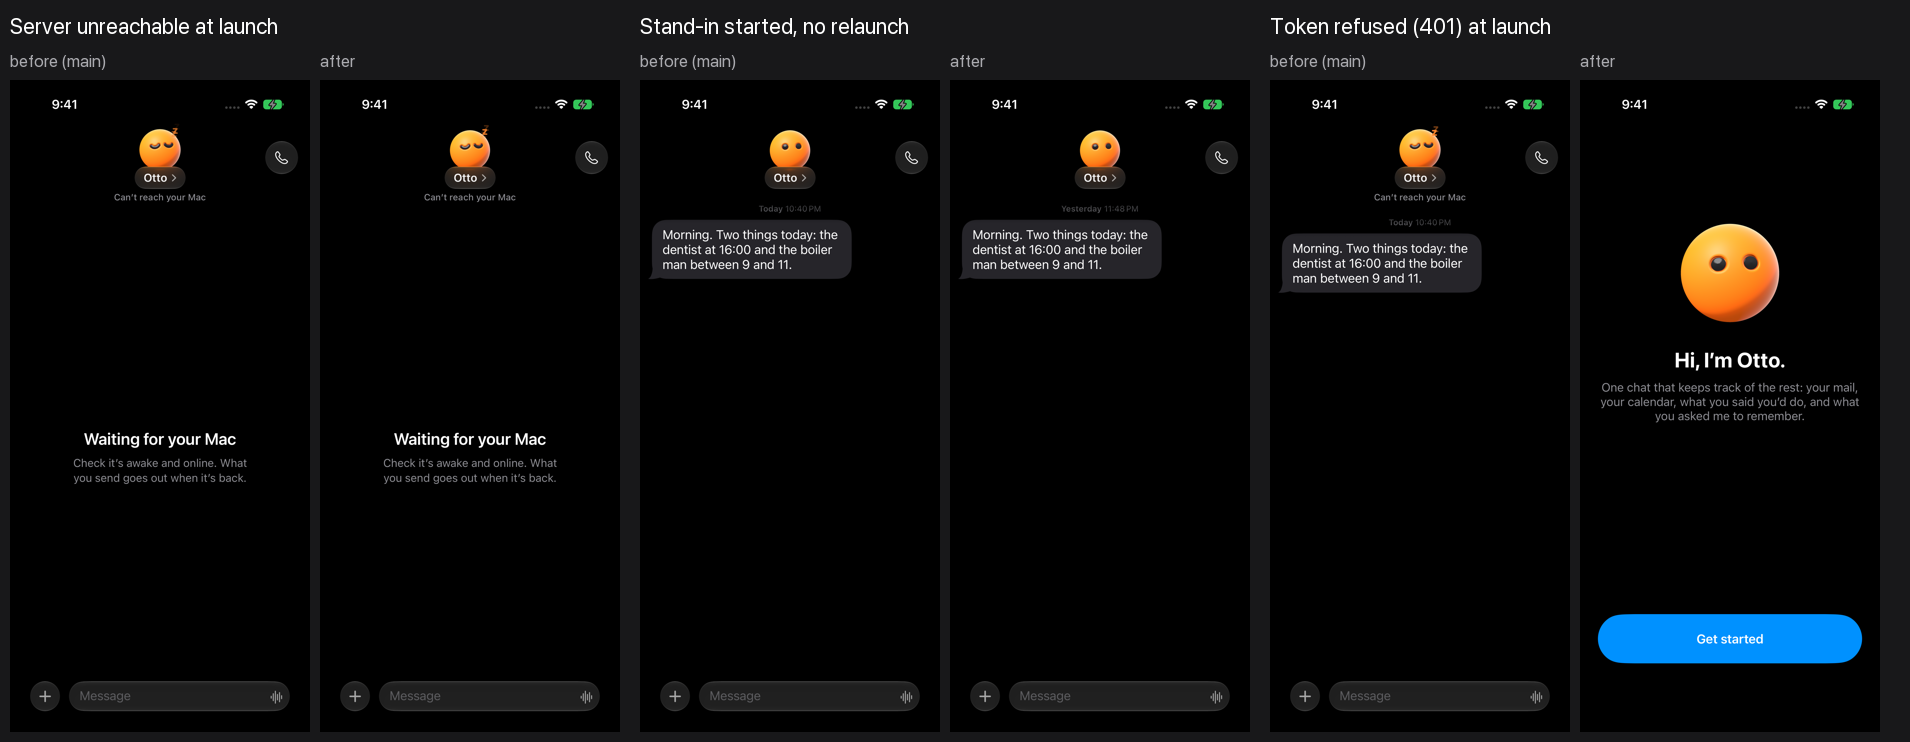 Server unreachable at launch
before (main)
after
9:41
Otto >
Can't reach your Mac
Waiting for your Mac
Check it's awake and online. What
you send goes out when it's back.
Message
9:41
Otto >
Can't reach your Mac
Waiting for your Mac
Check it's awake and online. What
you send goes out when it's back.
Message
Stand-in started, no relaunch
before (main)
after
9:41
Otto >
Today 10:40 PM
Morning. Two things today: the
dentist at 16:00 and the boiler
man between 9 and 11.
Message
9:41
Otto >
Yesterday 11:48 PM
Morning. Two things today: the
dentist at 16:00 and the boiler
man between 9 and 11.
Message
Token refused (401) at launch
before (main)
after
9:41
Otto >
Can't reach your Mac
Today 10:40 PM
Morning. Two things today: the
dentist at 16:00 and the boiler
man between 9 and 11.
Message
9:41
Hi, I'm Otto.
One chat that keeps track of the rest: your mail,
your calendar, what you said you'd do, and what
you asked me to remember.
Get started